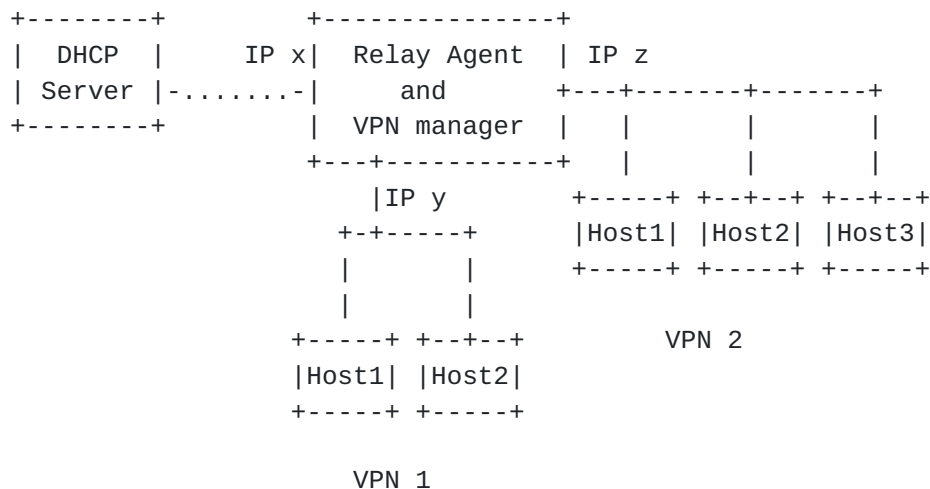 +--------+         +---------------+
|  DHCP  |     IP x|  Relay Agent  | IP z
| Server |-.......-|     and       +---+-------+-------+
+--------+         |  VPN manager  |   |       |       |
                   +---+-----------+   |       |       |
                       |IP y        +-----+ +--+--+ +--+--+
                     +-+-----+      |Host1| |Host2| |Host3|
                     |       |      +-----+ +-----+ +-----+
                     |       |
                  +-----+ +--+--+         VPN 2
                  |Host1| |Host2|
                  +-----+ +-----+
                      VPN 1